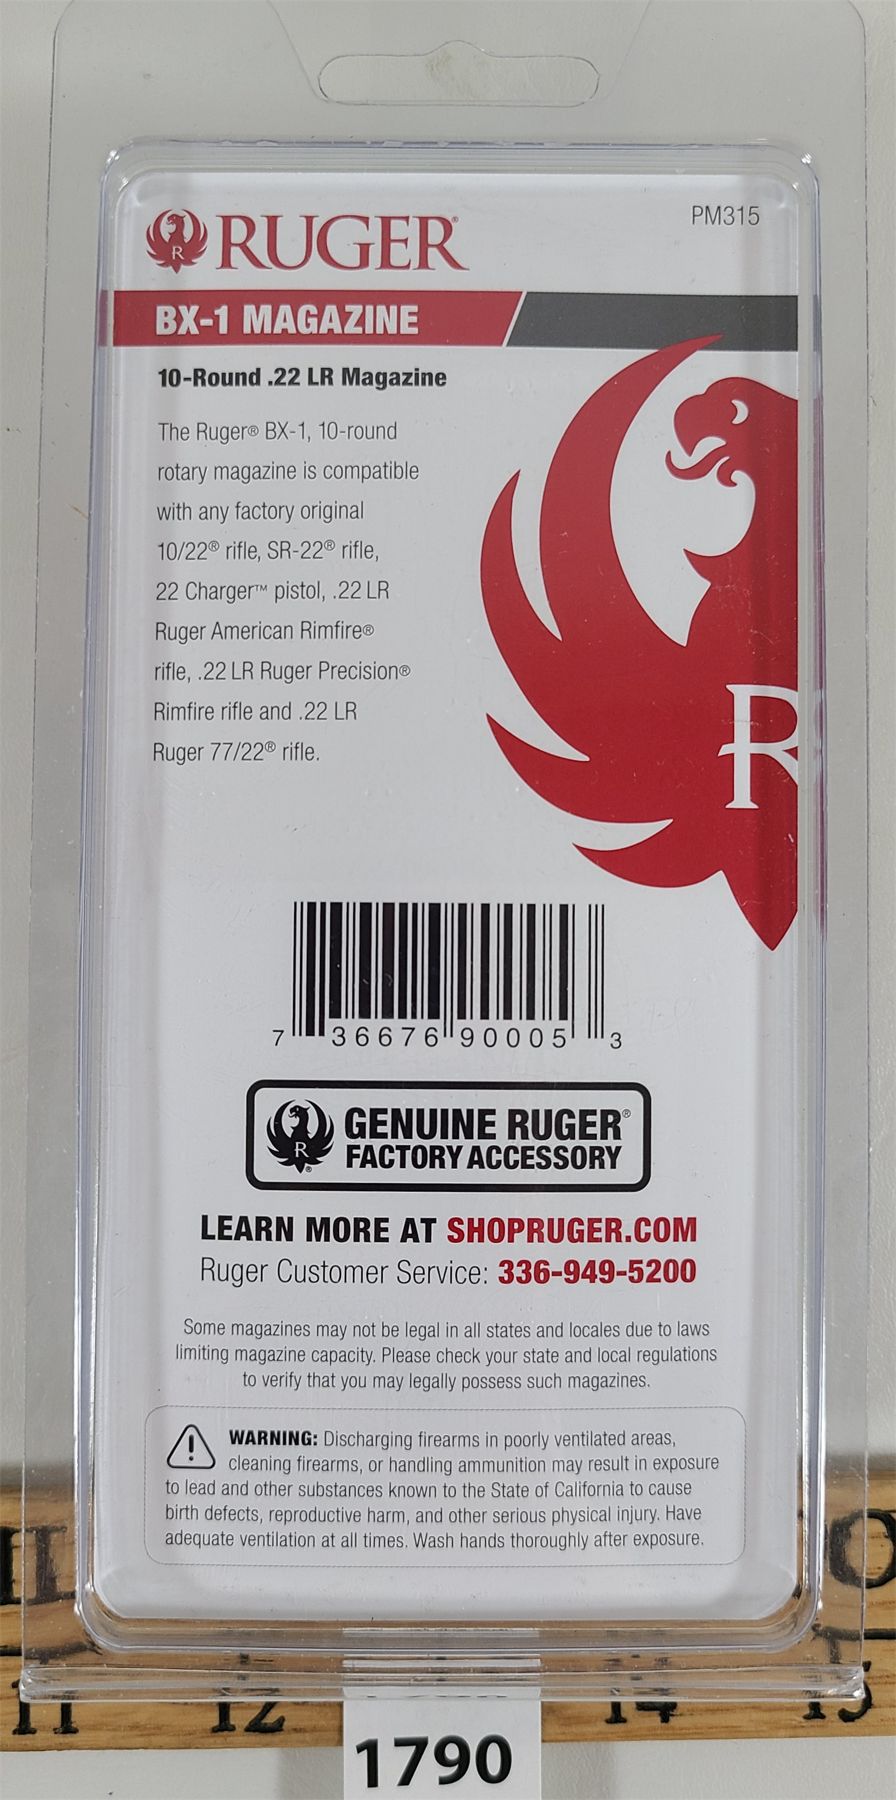 RUGER®
PM315
BX-1 MAGAZINE
10-Round .22 LR Magazine
The Ruger® BX-1, 10-round
rotary magazine is compatible
with any factory original
10/22® rifle, SR-22® rifle,
22 Charger™ pistol, .22 LR
Ruger American Rimfire®
rifle, .22 LR Ruger Precision®
Rimfire rifle and .22 LR
Ruger 77/22® rifle.
R
7 36676 90005 3
R
GENUINE RUGER®
FACTORY ACCESSORY
LEARN MORE AT SHOPRUGER.COM
Ruger Customer Service: 336-949-5200
Some magazines may not be legal in all states and locales due to laws
limiting magazine capacity. Please check your state and local regulations
to verify that you may legally possess such magazines.
WARNING: Discharging firearms in poorly ventilated areas,
cleaning firearms, or handling ammunition may result in exposure
to lead and other substances known to the State of California to cause
birth defects, reproductive harm, and other serious physical injury. Have
adequate ventilation at all times. Wash hands thoroughly after exposure.
11 12 14 15
1790